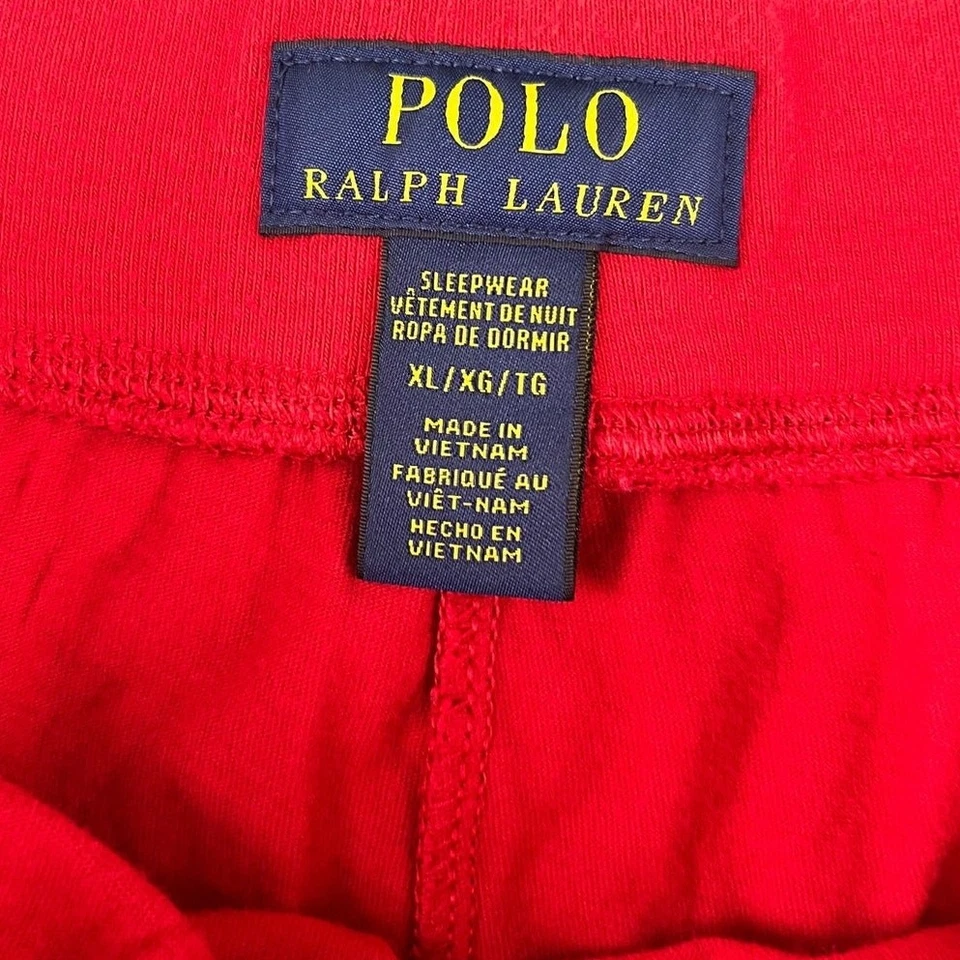 POLO
RALPH LAUREN
SLEEPWEAR
VÊTEMENT DE NUIT
ROPA DE DORMIR
XL/XG/TG
MADE IN
VIETNAM
FABRIQUÉ AU
VIÊT-NAM
HECHO EN
VIETNAM